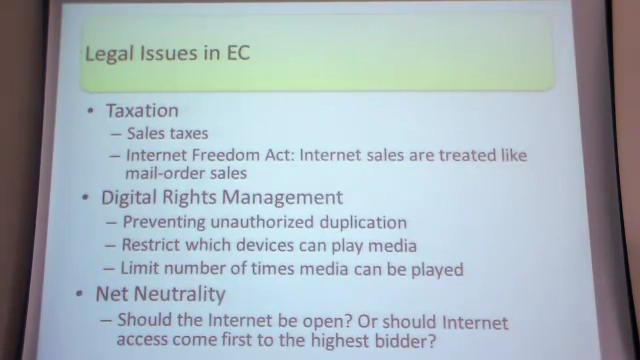 Legal Issues in EC
• Taxation
– Sales taxes
– Internet Freedom Act: Internet sales are treated like
mail-order sales
• Digital Rights Management
– Preventing unauthorized duplication
– Restrict which devices can play media
– Limit number of times media can be played
• Net Neutrality
– Should the Internet be open? Or should Internet
access come first to the highest bidder?